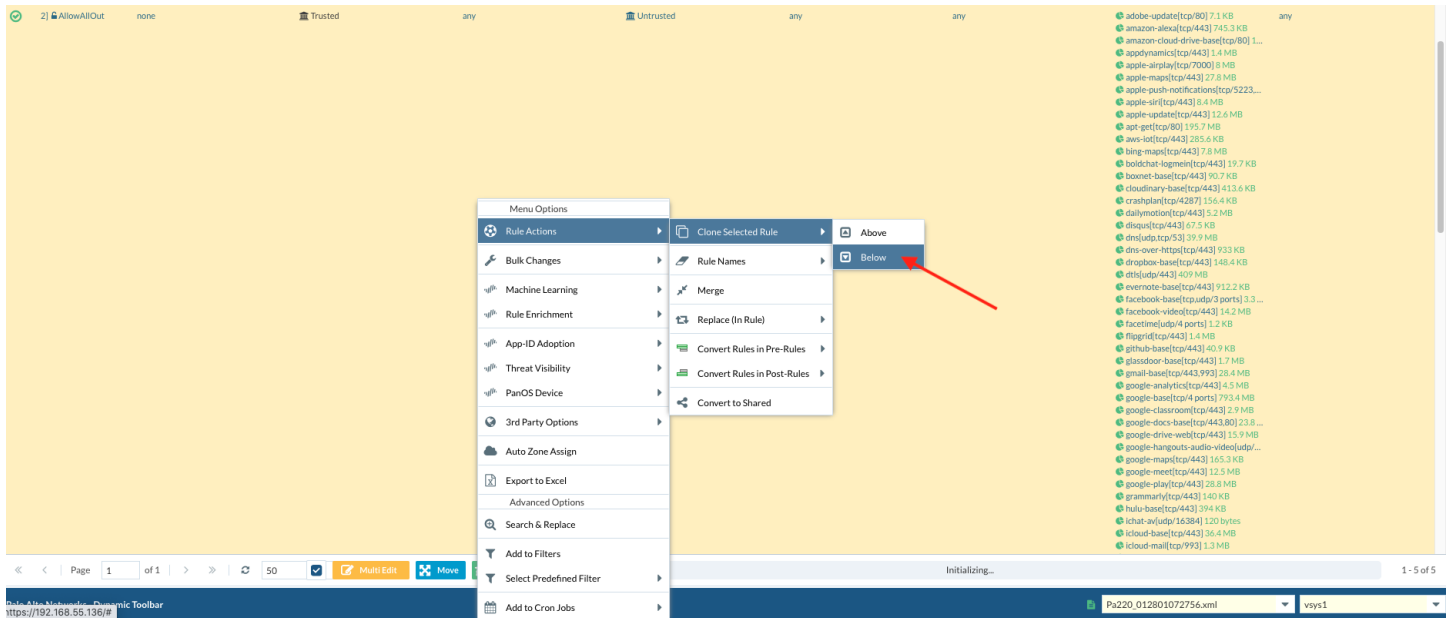 2] AllowAllOut none Trusted any Untrusted any any adobe-update[tcp/80] 7.1 KB any
amazon-alexa[tcp/443] 745.3 KB
amazon-cloud-drive-base[tcp/80] 1...
appdynamics[tcp/443] 1.4 MB
apple-airplay[tcp/7000] 8 MB
apple-maps[tcp/443] 27.8 MB
apple-push-notifications[tcp/5223,...
apple-siri[tcp/443] 8.4 MB
apple-update[tcp/443] 12.6 MB
apt-get[tcp/80] 195.7 MB
aws-iot[tcp/443] 285.6 KB
bing-maps[tcp/443] 7.8 MB
boldchat-logmein[tcp/443] 19.7 KB
boxnet-base[tcp/443] 90.7 KB
cloudinary-base[tcp/443] 413.6 KB
crashplan[tcp/4287] 156.4 KB
dailymotion[tcp/443] 5.2 MB
disqus[tcp/443] 67.5 KB
dns[udp,tcp/53] 39.9 MB
dns-over-https[tcp/443] 933 KB
dropbox-base[tcp/443] 148.4 KB
dtls[udp/443] 409 MB
evernote-base[tcp/443] 912.2 KB
facebook-base[tcp,udp/3 ports] 3.3 ...
facebook-video[tcp/443] 14.2 MB
facetime[udp/4 ports] 1.2 KB
flipgrid[tcp/443] 1.4 MB
github-base[tcp/443] 40.9 KB
glassdoor-base[tcp/443] 1.7 MB
gmail-base[tcp/443,993] 28.4 MB
google-analytics[tcp/443] 4.5 MB
google-base[tcp/4 ports] 793.4 MB
google-classroom[tcp/443] 2.9 MB
google-docs-base[tcp/443,80] 23.8 ...
google-drive-web[tcp/443] 15.9 MB
google-hangouts-audio-video[udp/...
google-maps[tcp/443] 165.3 KB
google-meet[tcp/443] 12.5 MB
google-play[tcp/443] 28.8 MB
grammarly[tcp/443] 140 KB
hulu-base[tcp/443] 394 KB
ichat-av[udp/16384] 120 bytes
icloud-base[tcp/443] 36.4 MB
icloud-mail[tcp/993] 1.3 MB
Menu Options
Rule Actions
Bulk Changes
Machine Learning
Rule Enrichment
App-ID Adoption
Threat Visibility
PanOS Device
3rd Party Options
Auto Zone Assign
Export to Excel
Advanced Options
Search & Replace
Add to Filters
Select Predefined Filter
Add to Cron Jobs
Clone Selected Rule
Rule Names
Merge
Replace (In Rule)
Convert Rules in Pre-Rules
Convert Rules in Post-Rules
Convert to Shared
Above
Below
Page 1 of 1 50 Multi Edit Move Initializing... 1 - 5 of 5
Dynamic Toolbar Pa220_012801072756.xml vsys1
https://192.168.55.136/#